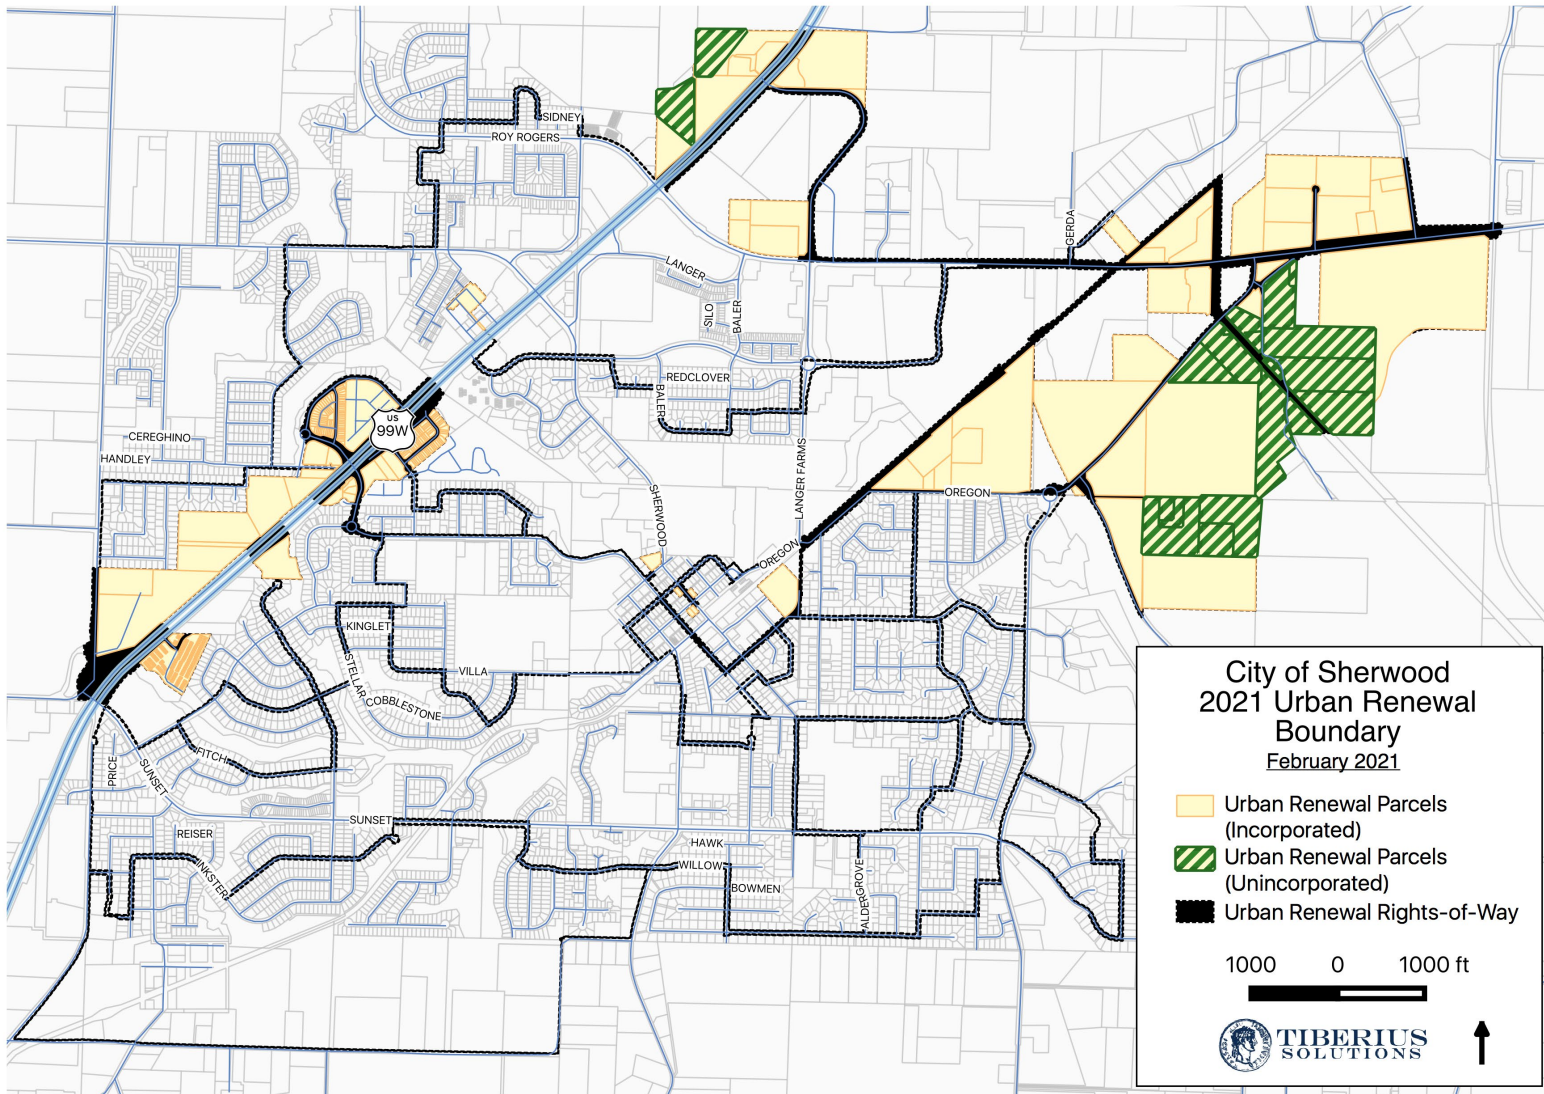 SIDNEY
ROY ROGERS
GERDA
LANGER
SILO
BALER
REDCLOVER
BALER
US
99W
CEREGHINO
HANDLEY
LANGER FARMS
SHERWOOD
OREGON
OREGON
KINGLET
STELLAR
VILLA
COBBLESTONE
FITCH
PRICE
SUNSET
SUNSET
REISER
INKSTER
HAWK
WILLOW
BOWMEN
ALDERGROVE
City of Sherwood
2021 Urban Renewal
Boundary
February 2021
Urban Renewal Parcels
(Incorporated)
Urban Renewal Parcels
(Unincorporated)
Urban Renewal Rights-of-Way
1000 0 1000 ft
TIBERIUS
SOLUTIONS